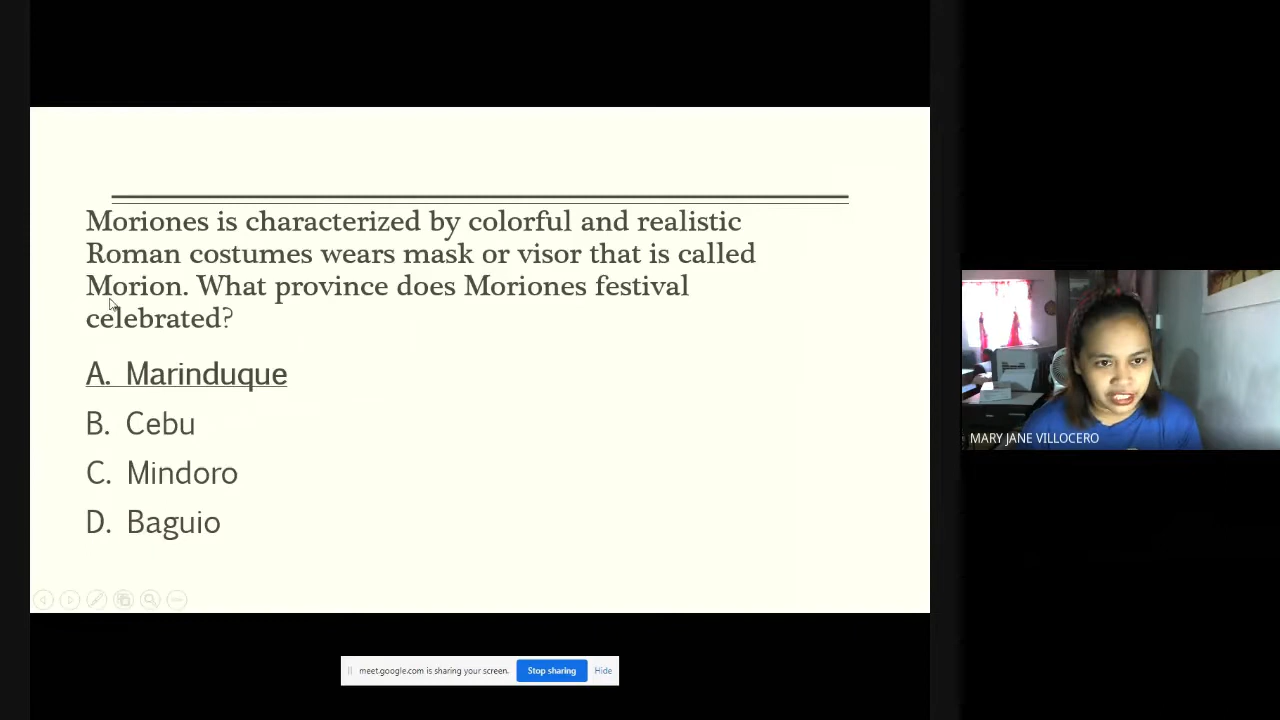 Moriones is characterized by colorful and realistic
Roman costumes wears mask or visor that is called
Morion. What province does Moriones festival
celebrated?
A. Marinduque
B. Cebu
C. Mindoro
D. Baguio
MARY JANE VILLOCERO
meet.google.com is sharing your screen. Stop sharing Hide